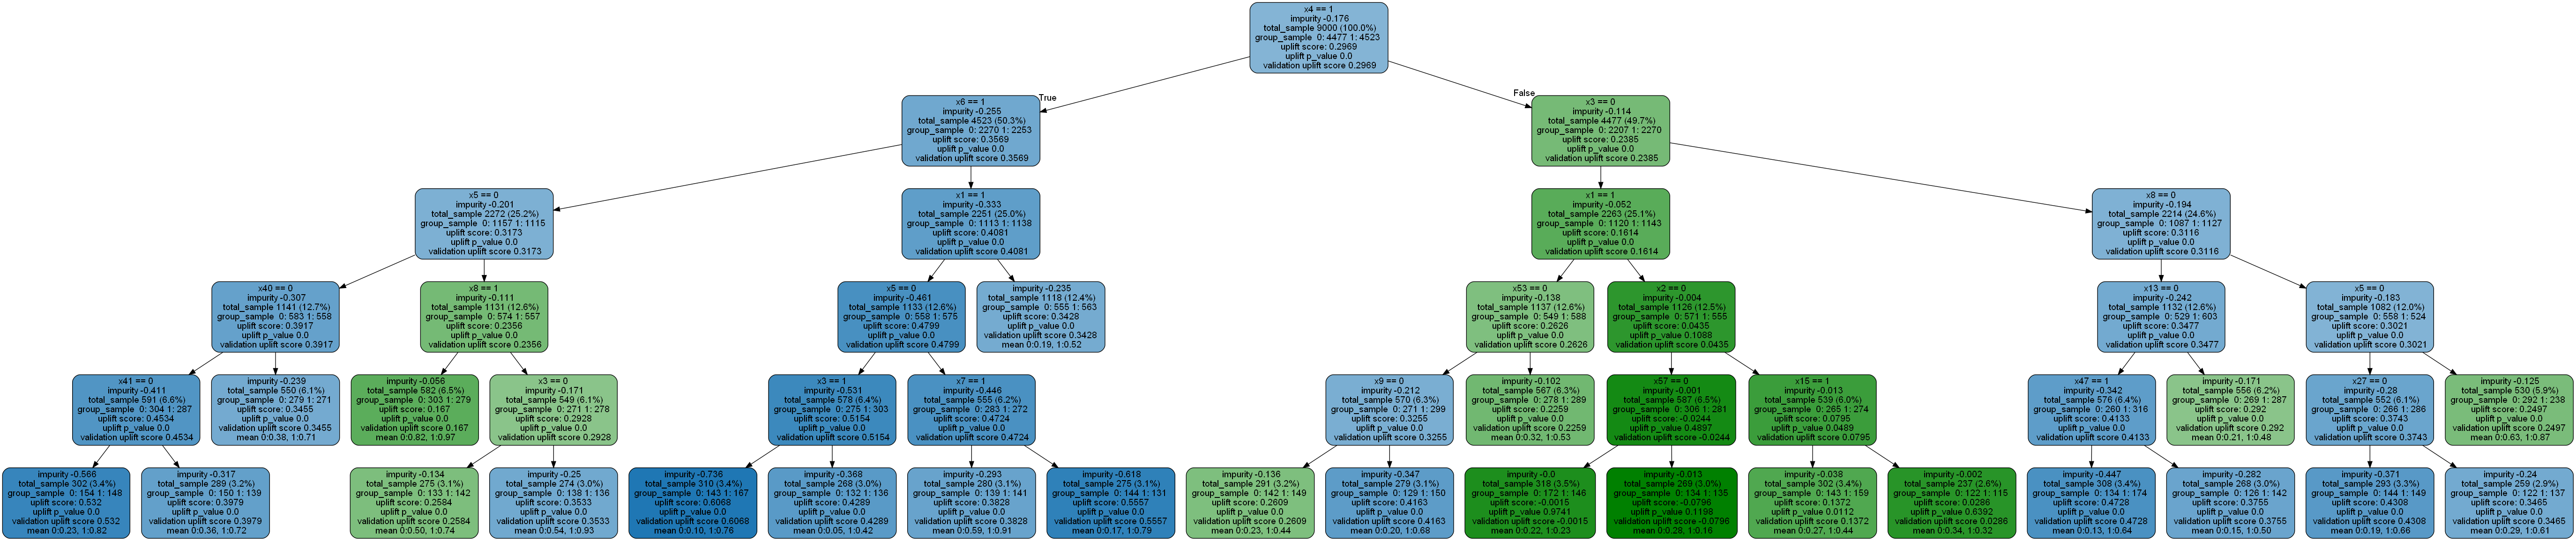 x4 == 1
impurity -0.176
total_sample 9000 (100.0%)
group_sample 0: 4477 1: 4523
uplift score: 0.2969
uplift p_value 0.0
validation uplift score 0.2969
True
False
x6 == 1
impurity -0.255
total_sample 4523 (50.3%)
group_sample 0: 2270 1: 2253
uplift score: 0.3569
uplift p_value 0.0
validation uplift score 0.3569
x3 == 0
impurity -0.114
total_sample 4477 (49.7%)
group_sample 0: 2207 1: 2270
uplift score: 0.2385
uplift p_value 0.0
validation uplift score 0.2385
x5 == 0
impurity -0.201
total_sample 2272 (25.2%)
group_sample 0: 1157 1: 1115
uplift score: 0.3173
uplift p_value 0.0
validation uplift score 0.3173
x1 == 1
impurity -0.333
total_sample 2251 (25.0%)
group_sample 0: 1113 1: 1138
uplift score: 0.4081
uplift p_value 0.0
validation uplift score 0.4081
x1 == 1
impurity -0.052
total_sample 2263 (25.1%)
group_sample 0: 1120 1: 1143
uplift score: 0.1614
uplift p_value 0.0
validation uplift score 0.1614
x8 == 0
impurity -0.194
total_sample 2214 (24.6%)
group_sample 0: 1087 1: 1127
uplift score: 0.3116
uplift p_value 0.0
validation uplift score 0.3116
x40 == 0
impurity -0.307
total_sample 1141 (12.7%)
group_sample 0: 583 1: 558
uplift score: 0.3917
uplift p_value 0.0
validation uplift score 0.3917
x8 == 1
impurity -0.111
total_sample 1131 (12.6%)
group_sample 0: 574 1: 557
uplift score: 0.2356
uplift p_value 0.0
validation uplift score 0.2356
x5 == 0
impurity -0.461
total_sample 1133 (12.6%)
group_sample 0: 558 1: 575
uplift score: 0.4799
uplift p_value 0.0
validation uplift score 0.4799
impurity -0.235
total_sample 1118 (12.4%)
group_sample 0: 555 1: 563
uplift score: 0.3428
uplift p_value 0.0
validation uplift score 0.3428
mean 0:0.19, 1:0.52
x53 == 0
impurity -0.138
total_sample 1137 (12.6%)
group_sample 0: 549 1: 588
uplift score: 0.2626
uplift p_value 0.0
validation uplift score 0.2626
x2 == 0
impurity -0.004
total_sample 1126 (12.5%)
group_sample 0: 571 1: 555
uplift score: 0.0435
uplift p_value 0.1088
validation uplift score 0.0435
x13 == 0
impurity -0.242
total_sample 1132 (12.6%)
group_sample 0: 529 1: 603
uplift score: 0.3477
uplift p_value 0.0
validation uplift score 0.3477
x5 == 0
impurity -0.183
total_sample 1082 (12.0%)
group_sample 0: 558 1: 524
uplift score: 0.3021
uplift p_value 0.0
validation uplift score 0.3021
x41 == 0
impurity -0.411
total_sample 591 (6.6%)
group_sample 0: 304 1: 287
uplift score: 0.4534
uplift p_value 0.0
validation uplift score 0.4534
impurity -0.239
total_sample 550 (6.1%)
group_sample 0: 279 1: 271
uplift score: 0.3455
uplift p_value 0.0
validation uplift score 0.3455
mean 0:0.38, 1:0.71
impurity -0.056
total_sample 582 (6.5%)
group_sample 0: 303 1: 279
uplift score: 0.167
uplift p_value 0.0
validation uplift score 0.167
mean 0:0.82, 1:0.97
x3 == 0
impurity -0.171
total_sample 549 (6.1%)
group_sample 0: 271 1: 278
uplift score: 0.2928
uplift p_value 0.0
validation uplift score 0.2928
x3 == 1
impurity -0.531
total_sample 578 (6.4%)
group_sample 0: 275 1: 303
uplift score: 0.5154
uplift p_value 0.0
validation uplift score 0.5154
x7 == 1
impurity -0.446
total_sample 555 (6.2%)
group_sample 0: 283 1: 272
uplift score: 0.4724
uplift p_value 0.0
validation uplift score 0.4724
x9 == 0
impurity -0.212
total_sample 570 (6.3%)
group_sample 0: 271 1: 299
uplift score: 0.3255
uplift p_value 0.0
validation uplift score 0.3255
impurity -0.102
total_sample 567 (6.3%)
group_sample 0: 278 1: 289
uplift score: 0.2259
uplift p_value 0.0
validation uplift score 0.2259
mean 0:0.32, 1:0.53
x57 == 0
impurity -0.001
total_sample 587 (6.5%)
group_sample 0: 306 1: 281
uplift score: -0.0244
uplift p_value 0.4897
validation uplift score -0.0244
x15 == 1
impurity -0.013
total_sample 539 (6.0%)
group_sample 0: 265 1: 274
uplift score: 0.0795
uplift p_value 0.0489
validation uplift score 0.0795
x47 == 1
impurity -0.342
total_sample 576 (6.4%)
group_sample 0: 260 1: 316
uplift score: 0.4133
uplift p_value 0.0
validation uplift score 0.4133
impurity -0.171
total_sample 556 (6.2%)
group_sample 0: 269 1: 287
uplift score: 0.292
uplift p_value 0.0
validation uplift score 0.292
mean 0:0.21, 1:0.48
x27 == 0
impurity -0.28
total_sample 552 (6.1%)
group_sample 0: 266 1: 286
uplift score: 0.3743
uplift p_value 0.0
validation uplift score 0.3743
impurity -0.125
total_sample 530 (5.9%)
group_sample 0: 292 1: 238
uplift score: 0.2497
uplift p_value 0.0
validation uplift score 0.2497
mean 0:0.63, 1:0.87
impurity -0.566
total_sample 302 (3.4%)
group_sample 0: 154 1: 148
uplift score: 0.532
uplift p_value 0.0
validation uplift score 0.532
mean 0:0.23, 1:0.82
impurity -0.317
total_sample 289 (3.2%)
group_sample 0: 150 1: 139
uplift score: 0.3979
uplift p_value 0.0
validation uplift score 0.3979
mean 0:0.36, 1:0.72
impurity -0.134
total_sample 275 (3.1%)
group_sample 0: 133 1: 142
uplift score: 0.2584
uplift p_value 0.0
validation uplift score 0.2584
mean 0:0.50, 1:0.74
impurity -0.25
total_sample 274 (3.0%)
group_sample 0: 138 1: 136
uplift score: 0.3533
uplift p_value 0.0
validation uplift score 0.3533
mean 0:0.54, 1:0.93
impurity -0.736
total_sample 310 (3.4%)
group_sample 0: 143 1: 167
uplift score: 0.6068
uplift p_value 0.0
validation uplift score 0.6068
mean 0:0.10, 1:0.76
impurity -0.368
total_sample 268 (3.0%)
group_sample 0: 132 1: 136
uplift score: 0.4289
uplift p_value 0.0
validation uplift score 0.4289
mean 0:0.05, 1:0.42
impurity -0.293
total_sample 280 (3.1%)
group_sample 0: 139 1: 141
uplift score: 0.3828
uplift p_value 0.0
validation uplift score 0.3828
mean 0:0.59, 1:0.91
impurity -0.618
total_sample 275 (3.1%)
group_sample 0: 144 1: 131
uplift score: 0.5557
uplift p_value 0.0
validation uplift score 0.5557
mean 0:0.17, 1:0.79
impurity -0.136
total_sample 291 (3.2%)
group_sample 0: 142 1: 149
uplift score: 0.2609
uplift p_value 0.0
validation uplift score 0.2609
mean 0:0.23, 1:0.44
impurity -0.347
total_sample 279 (3.1%)
group_sample 0: 129 1: 150
uplift score: 0.4163
uplift p_value 0.0
validation uplift score 0.4163
mean 0:0.20, 1:0.68
impurity -0.0
total_sample 318 (3.5%)
group_sample 0: 172 1: 146
uplift score: -0.0015
uplift p_value 0.9741
validation uplift score -0.0015
mean 0:0.22, 1:0.23
impurity -0.013
total_sample 269 (3.0%)
group_sample 0: 134 1: 135
uplift score: -0.0796
uplift p_value 0.1198
validation uplift score -0.0796
mean 0:0.28, 1:0.16
impurity -0.038
total_sample 302 (3.4%)
group_sample 0: 143 1: 159
uplift score: 0.1372
uplift p_value 0.0112
validation uplift score 0.1372
mean 0:0.27, 1:0.44
impurity -0.002
total_sample 237 (2.6%)
group_sample 0: 122 1: 115
uplift score: 0.0286
uplift p_value 0.6392
validation uplift score 0.0286
mean 0:0.34, 1:0.32
impurity -0.447
total_sample 308 (3.4%)
group_sample 0: 134 1: 174
uplift score: 0.4728
uplift p_value 0.0
validation uplift score 0.4728
mean 0:0.13, 1:0.64
impurity -0.282
total_sample 268 (3.0%)
group_sample 0: 126 1: 142
uplift score: 0.3755
uplift p_value 0.0
validation uplift score 0.3755
mean 0:0.15, 1:0.50
impurity -0.371
total_sample 293 (3.3%)
group_sample 0: 144 1: 149
uplift score: 0.4308
uplift p_value 0.0
validation uplift score 0.4308
mean 0:0.19, 1:0.66
impurity -0.24
total_sample 259 (2.9%)
group_sample 0: 122 1: 137
uplift score: 0.3465
uplift p_value 0.0
validation uplift score 0.3465
mean 0:0.29, 1:0.61